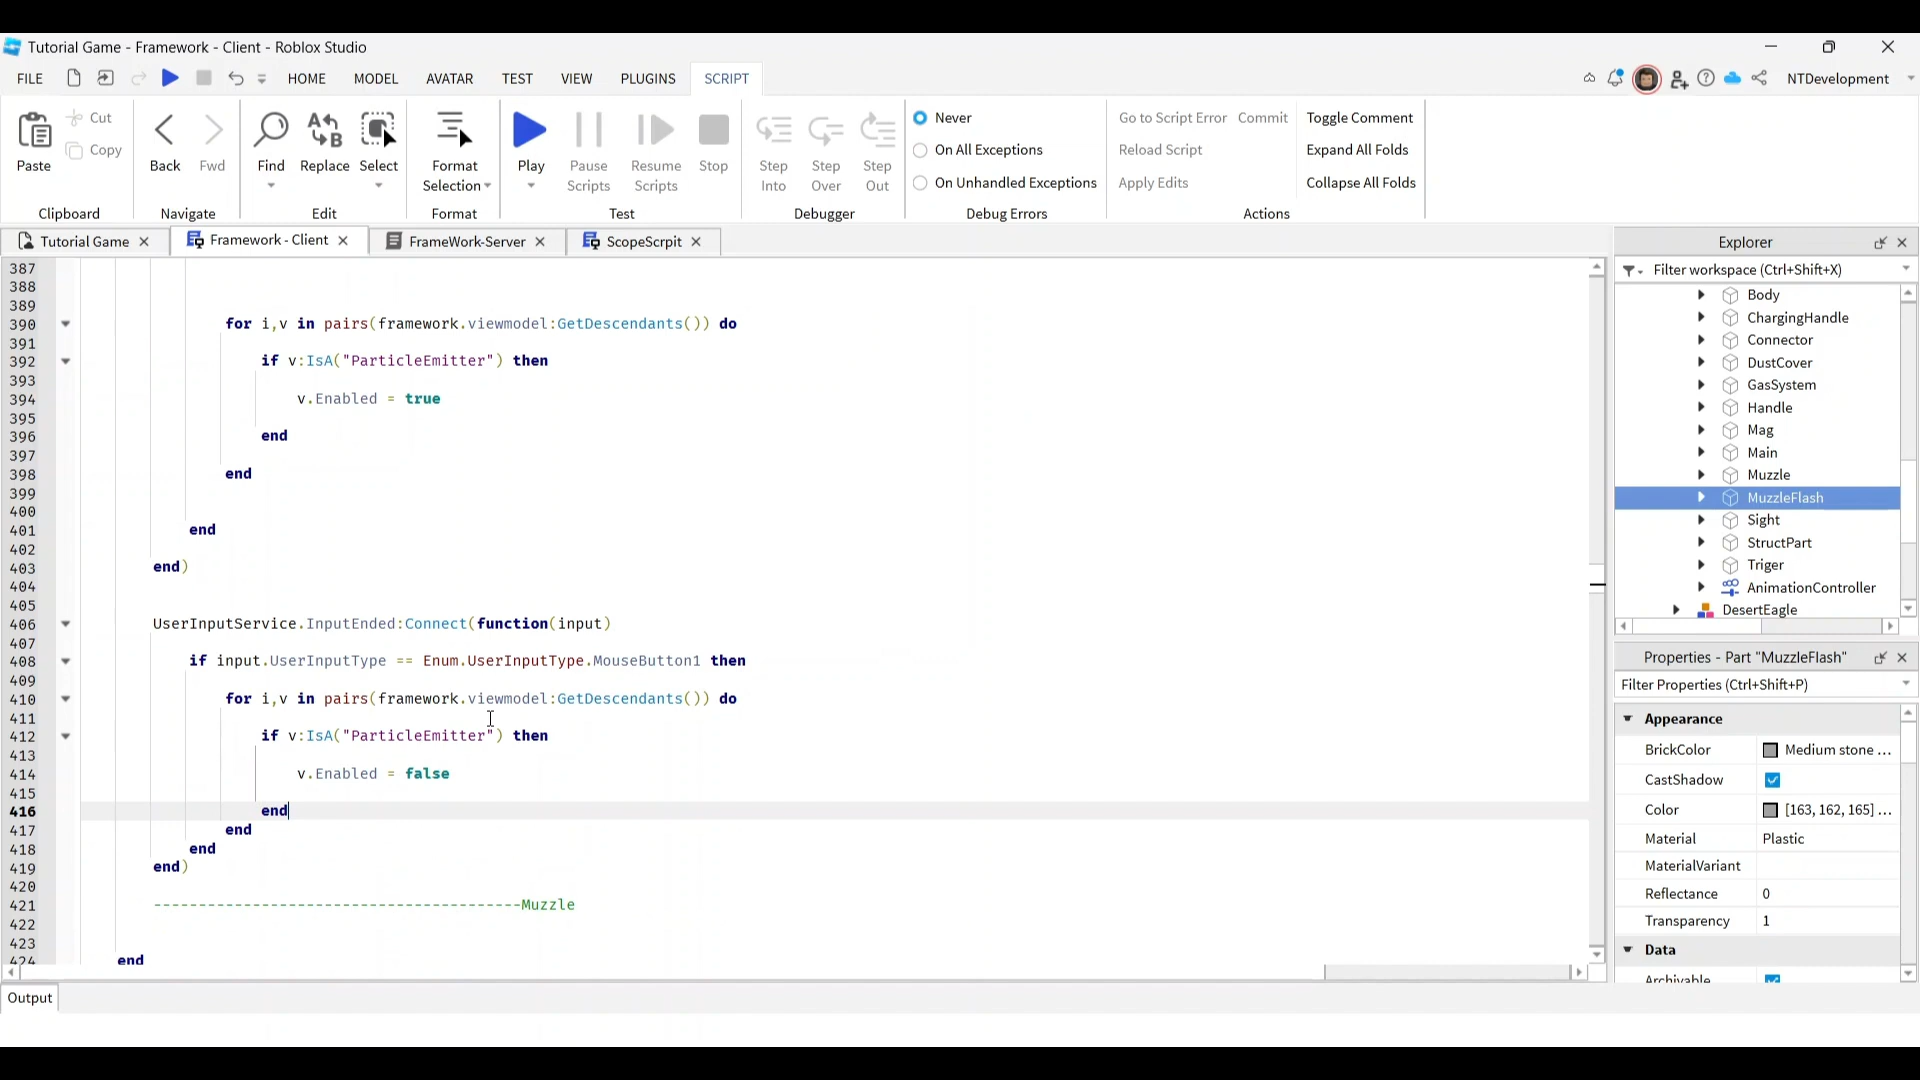 Tutorial Game - Framework - Client - Roblox Studio
FILE HOME MODEL AVATAR TEST VIEW PLUGINS SCRIPT NTDevelopment
Paste Cut Copy
Clipboard
Back Fwd
Navigate
Find Replace Select
Edit
Format Selection
Format
Play Pause Scripts Resume Scripts Stop
Test
Step Into Step Over Step Out
Debugger
Never
On All Exceptions
On Unhandled Exceptions
Debug Errors
Go to Script Error Commit Toggle Comment
Reload Script Expand All Folds
Apply Edits Collapse All Folds
Actions
Tutorial Game Framework - Client FrameWork-Server ScopeScrpit
387
388
389
390 for i,v in pairs(framework.viewmodel:GetDescendants()) do
391
392 if v:IsA("ParticleEmitter") then
393
394 v.Enabled = true
395
396 end
397
398 end
399
400
401 end
402
403 end)
404
405
406 UserInputService.InputEnded:Connect(function(input)
407
408 if input.UserInputType == Enum.UserInputType.MouseButton1 then
409
410 for i,v in pairs(framework.viewmodel:GetDescendants()) do
411
412 if v:IsA("ParticleEmitter") then
413
414 v.Enabled = false
415
416 end
417 end
418 end
419 end)
420
421 -----------------------------------------Muzzle
422
423
424 end
Output
Explorer
Filter workspace (Ctrl+Shift+X)
Body
ChargingHandle
Connector
DustCover
GasSystem
Handle
Mag
Main
Muzzle
MuzzleFlash
Sight
StructPart
Triger
AnimationController
DesertEagle
Properties - Part "MuzzleFlash"
Filter Properties (Ctrl+Shift+P)
Appearance
BrickColor Medium stone ...
CastShadow
Color [163, 162, 165] ...
Material Plastic
MaterialVariant
Reflectance 0
Transparency 1
Data
Archivable